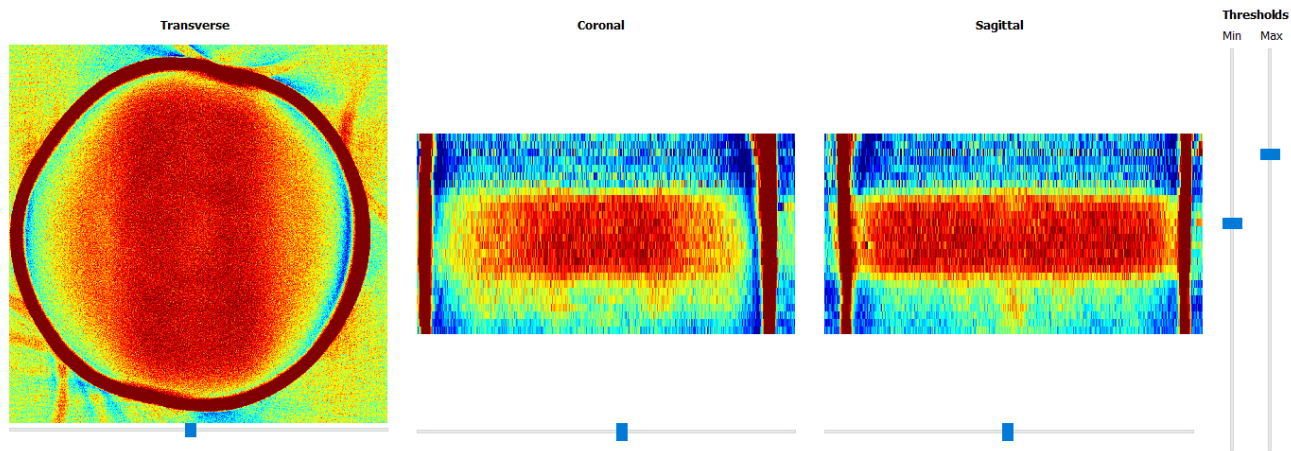 Transverse
Coronal
Sagittal
Thresholds
Min Max